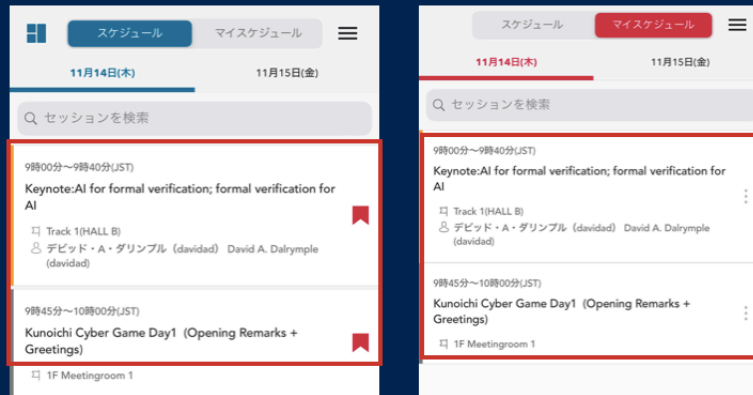 スケジュール
マイスケジュール
11月14日(木)
11月15日(金)
セッションを検索
9時00分～9時40分(JST)
Keynote:AI for formal verification; formal verification for
AI
Track 1(HALL B)
デビッド・A・ダリンプル（davidad） David A. Dalrymple
(davidad)
9時45分～10時00分(JST)
Kunoichi Cyber Game Day1（Opening Remarks +
Greetings)
1F Meetingroom 1
スケジュール
マイスケジュール
11月14日(木)
11月15日(金)
セッションを検索
9時00分～9時40分(JST)
Keynote:AI for formal verification; formal verification for
AI
Track 1(HALL B)
デビッド・A・ダリンプル（davidad） David A. Dalrymple
(davidad)
9時45分～10時00分(JST)
Kunoichi Cyber Game Day1（Opening Remarks +
Greetings)
1F Meetingroom 1